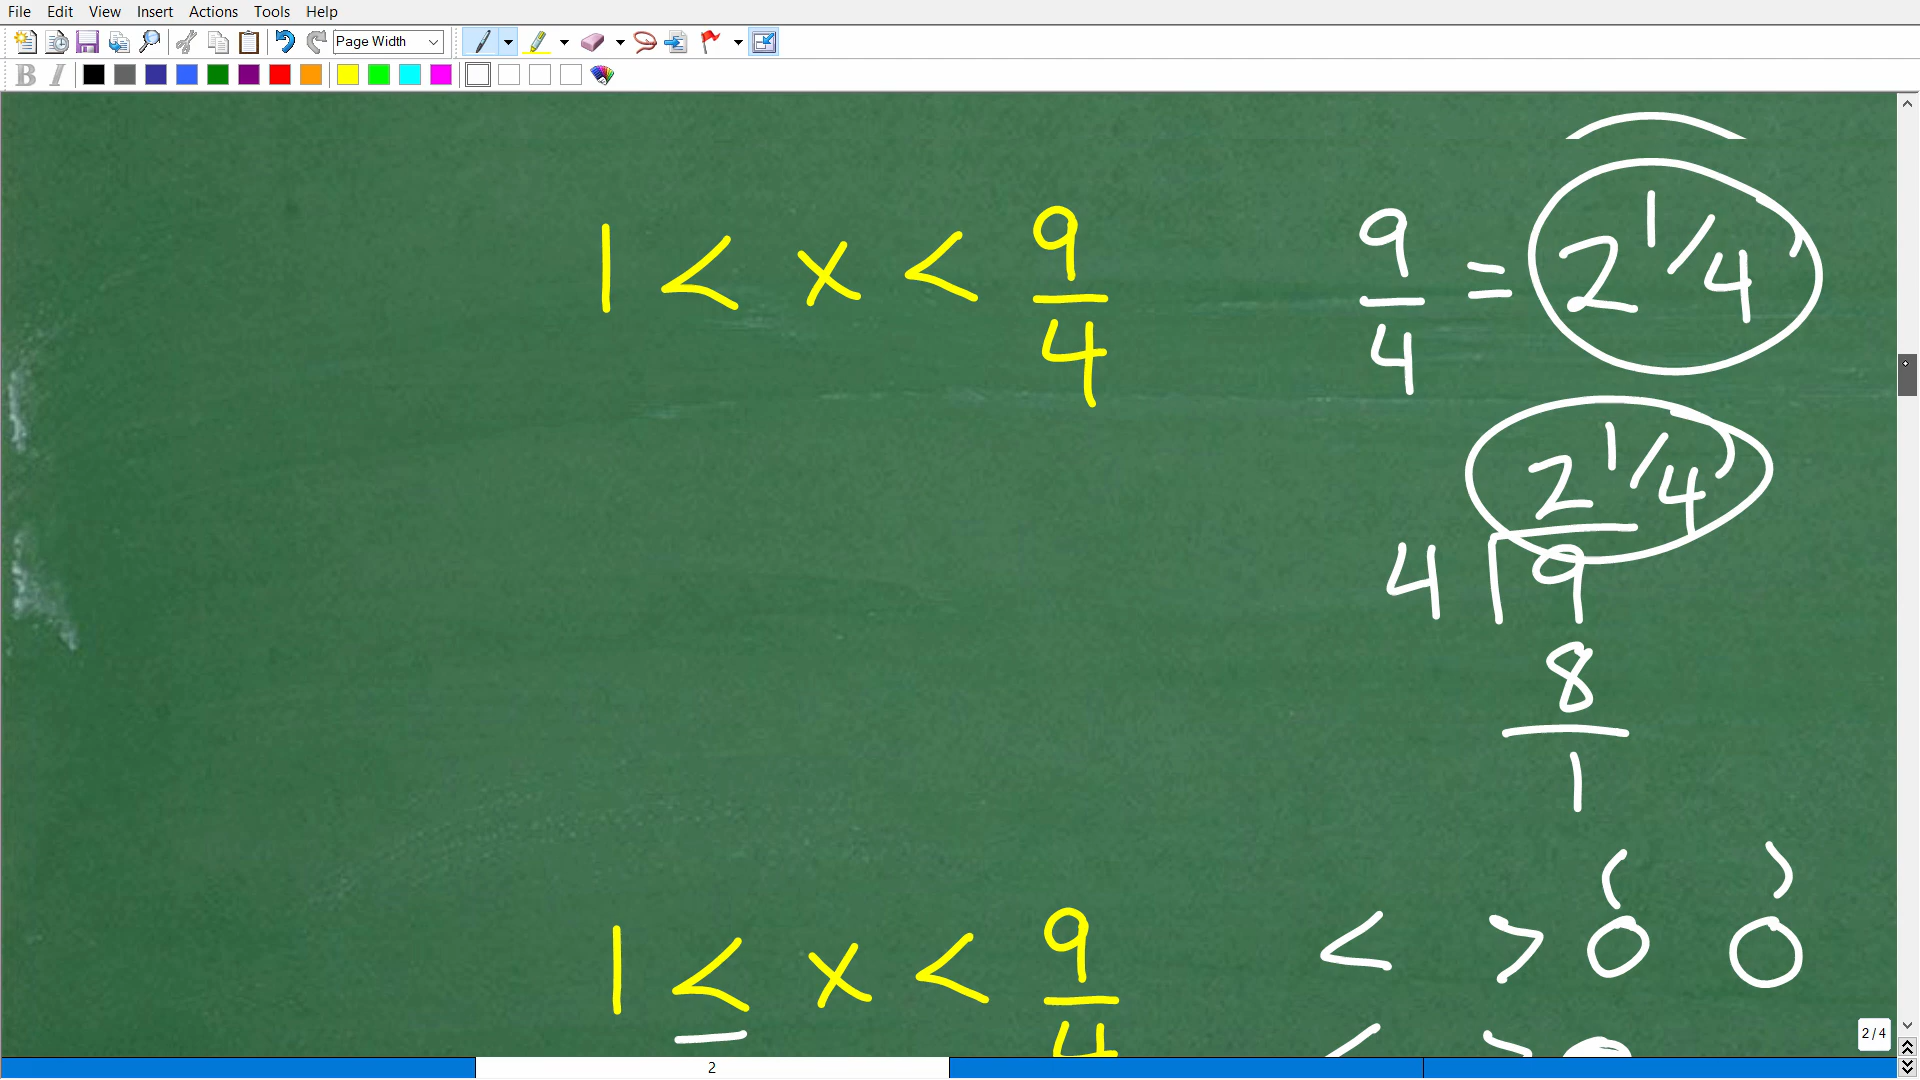 File Edit View Insert Actions Tools Help
Page Width
B I
1 < x < 9/4
9/4 = 2 1/4
2 1/4
4 9
8
1
( )
1 ≤ x < 9/4
< > o o
2 / 4
2